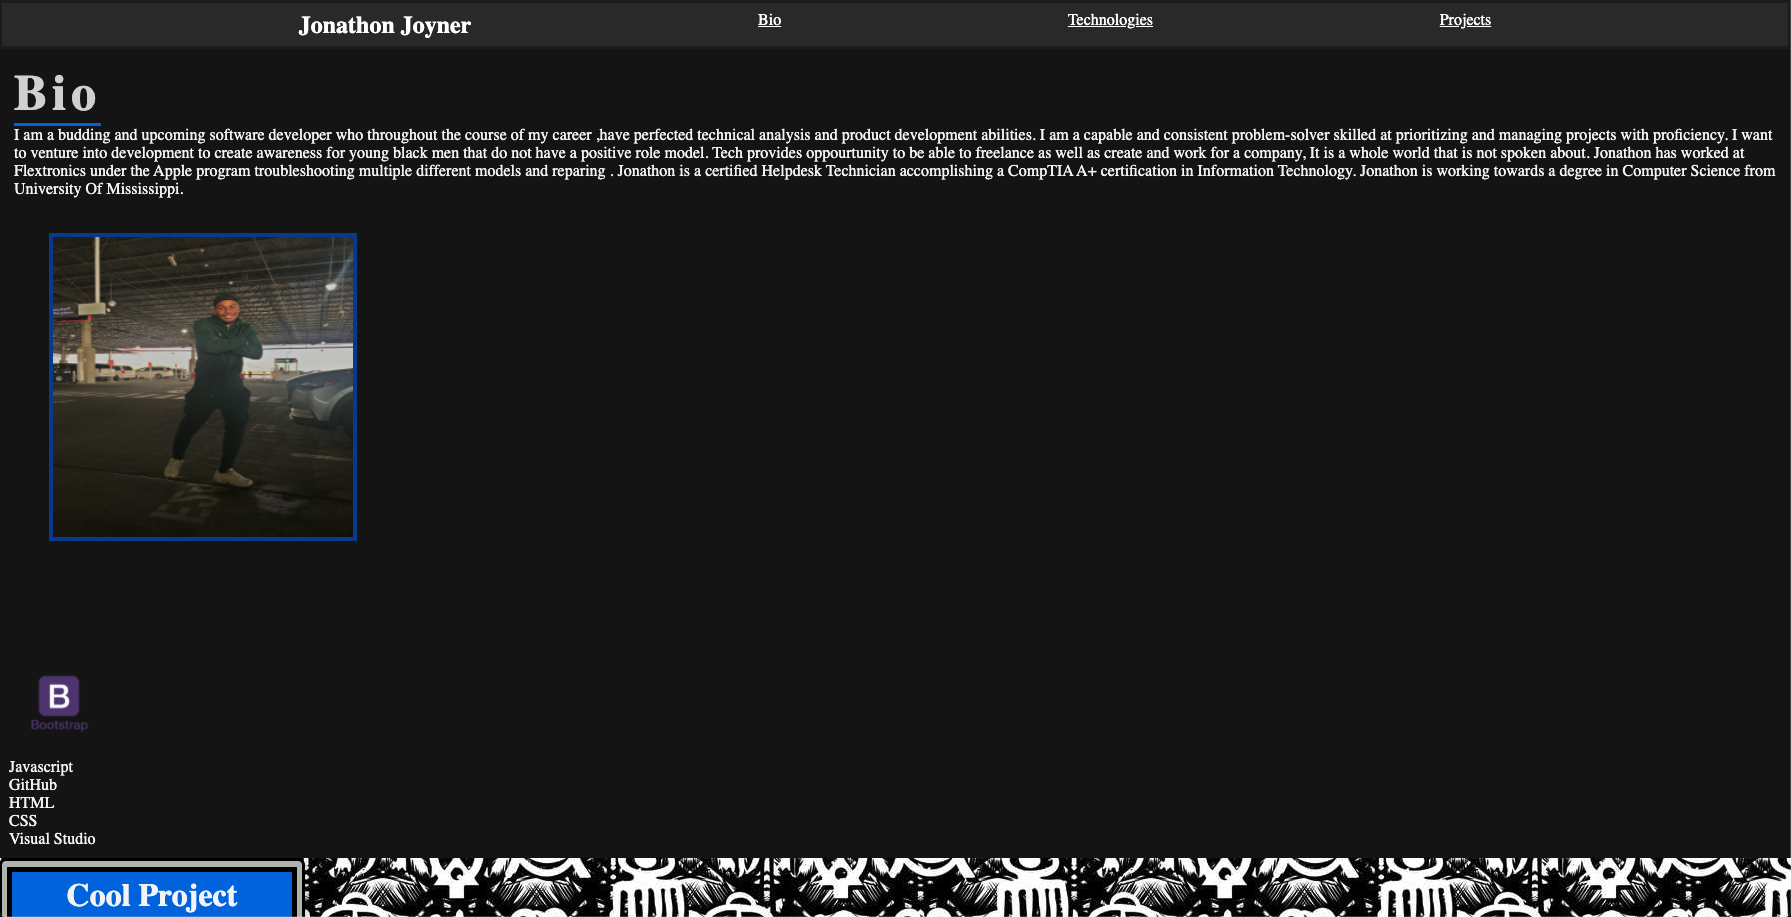 Jonathon Joyner
Bio
Technologies
Projects
Bio
I am a budding and upcoming software developer who throughout the course of my career ,have perfected technical analysis and product development abilities. I am a capable and consistent problem-solver skilled at prioritizing and managing projects with proficiency. I want
to venture into development to create awareness for young black men that do not have a positive role model. Tech provides oppourtunity to be able to freelance as well as create and work for a company, It is a whole world that is not spoken about. Jonathon has worked at
Flextronics under the Apple program troubleshooting multiple different models and reparing . Jonathon is a certified Helpdesk Technician accomplishing a CompTIA A+ certification in Information Technology. Jonathon is working towards a degree in Computer Science from
University Of Mississippi.
B
Bootstrap
Javascript
GitHub
HTML
CSS
Visual Studio
Cool Project